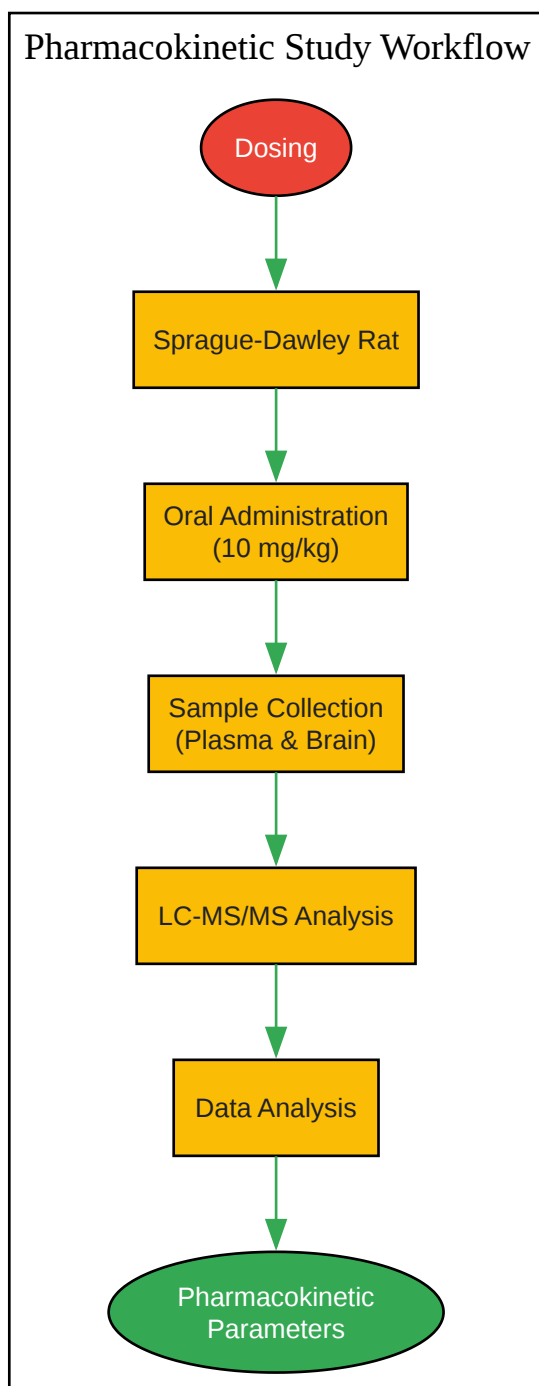 Pharmacokinetic Study Workflow
Dosing
Sprague-Dawley Rat
Oral Administration
(10 mg/kg)
Sample Collection
(Plasma & Brain)
LC-MS/MS Analysis
Data Analysis
Pharmacokinetic
Parameters